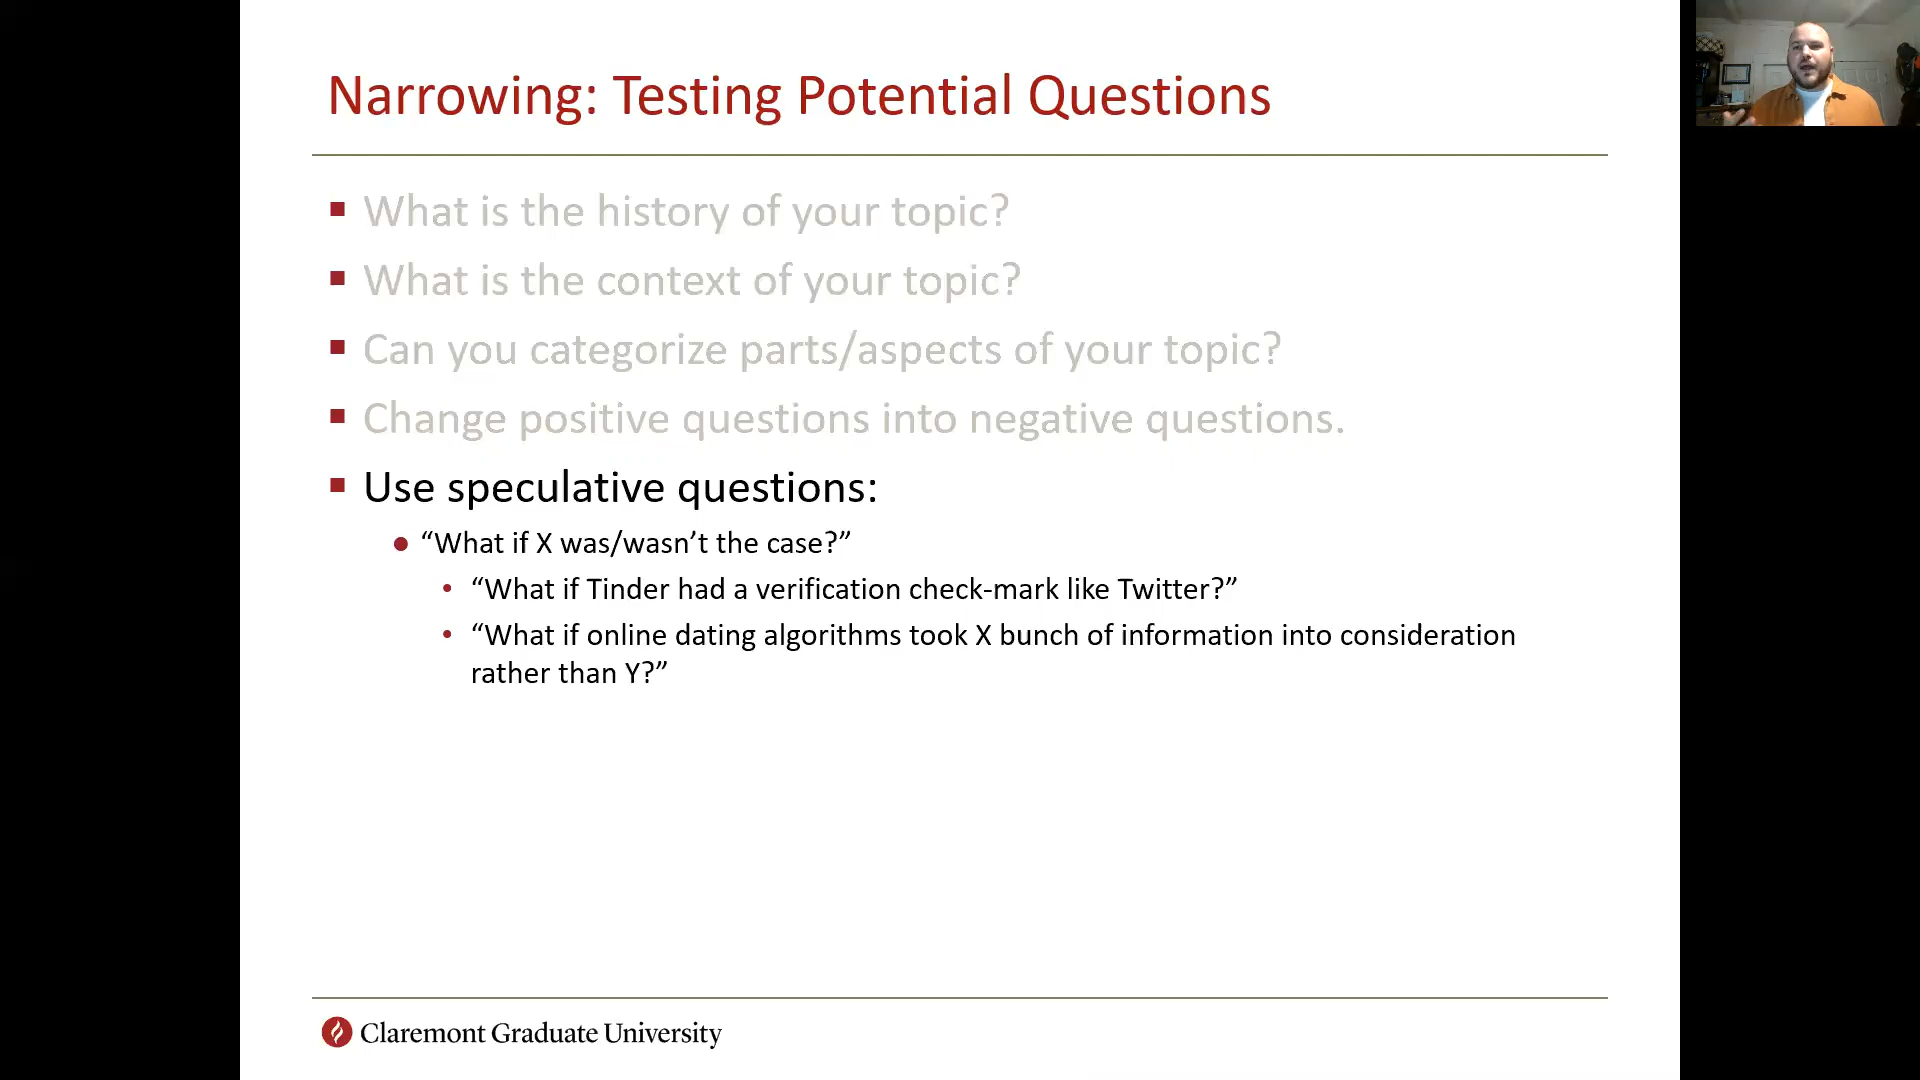 Narrowing: Testing Potential Questions
What is the history of your topic?
What is the context of your topic?
Can you categorize parts/aspects of your topic?
Change positive questions into negative questions.
Use speculative questions:
“What if X was/wasn’t the case?”
“What if Tinder had a verification check-mark like Twitter?”
“What if online dating algorithms took X bunch of information into consideration
rather than Y?”
Claremont Graduate University